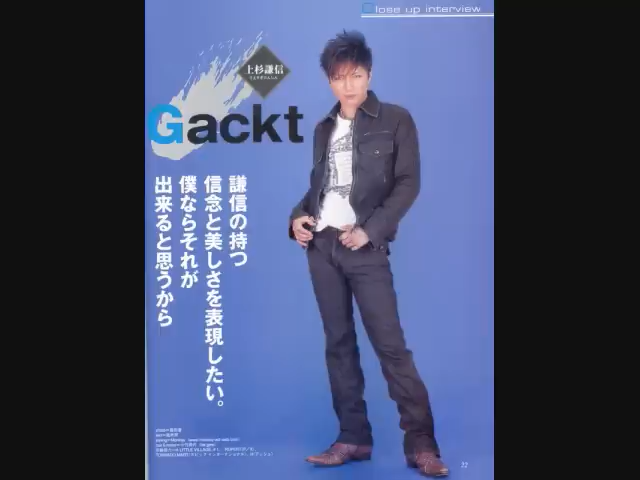 Close up interview
上杉謙信
Gackt
謙信の持つ
信念と美しさを表現したい。
僕ならそれが
出来ると思うから
22